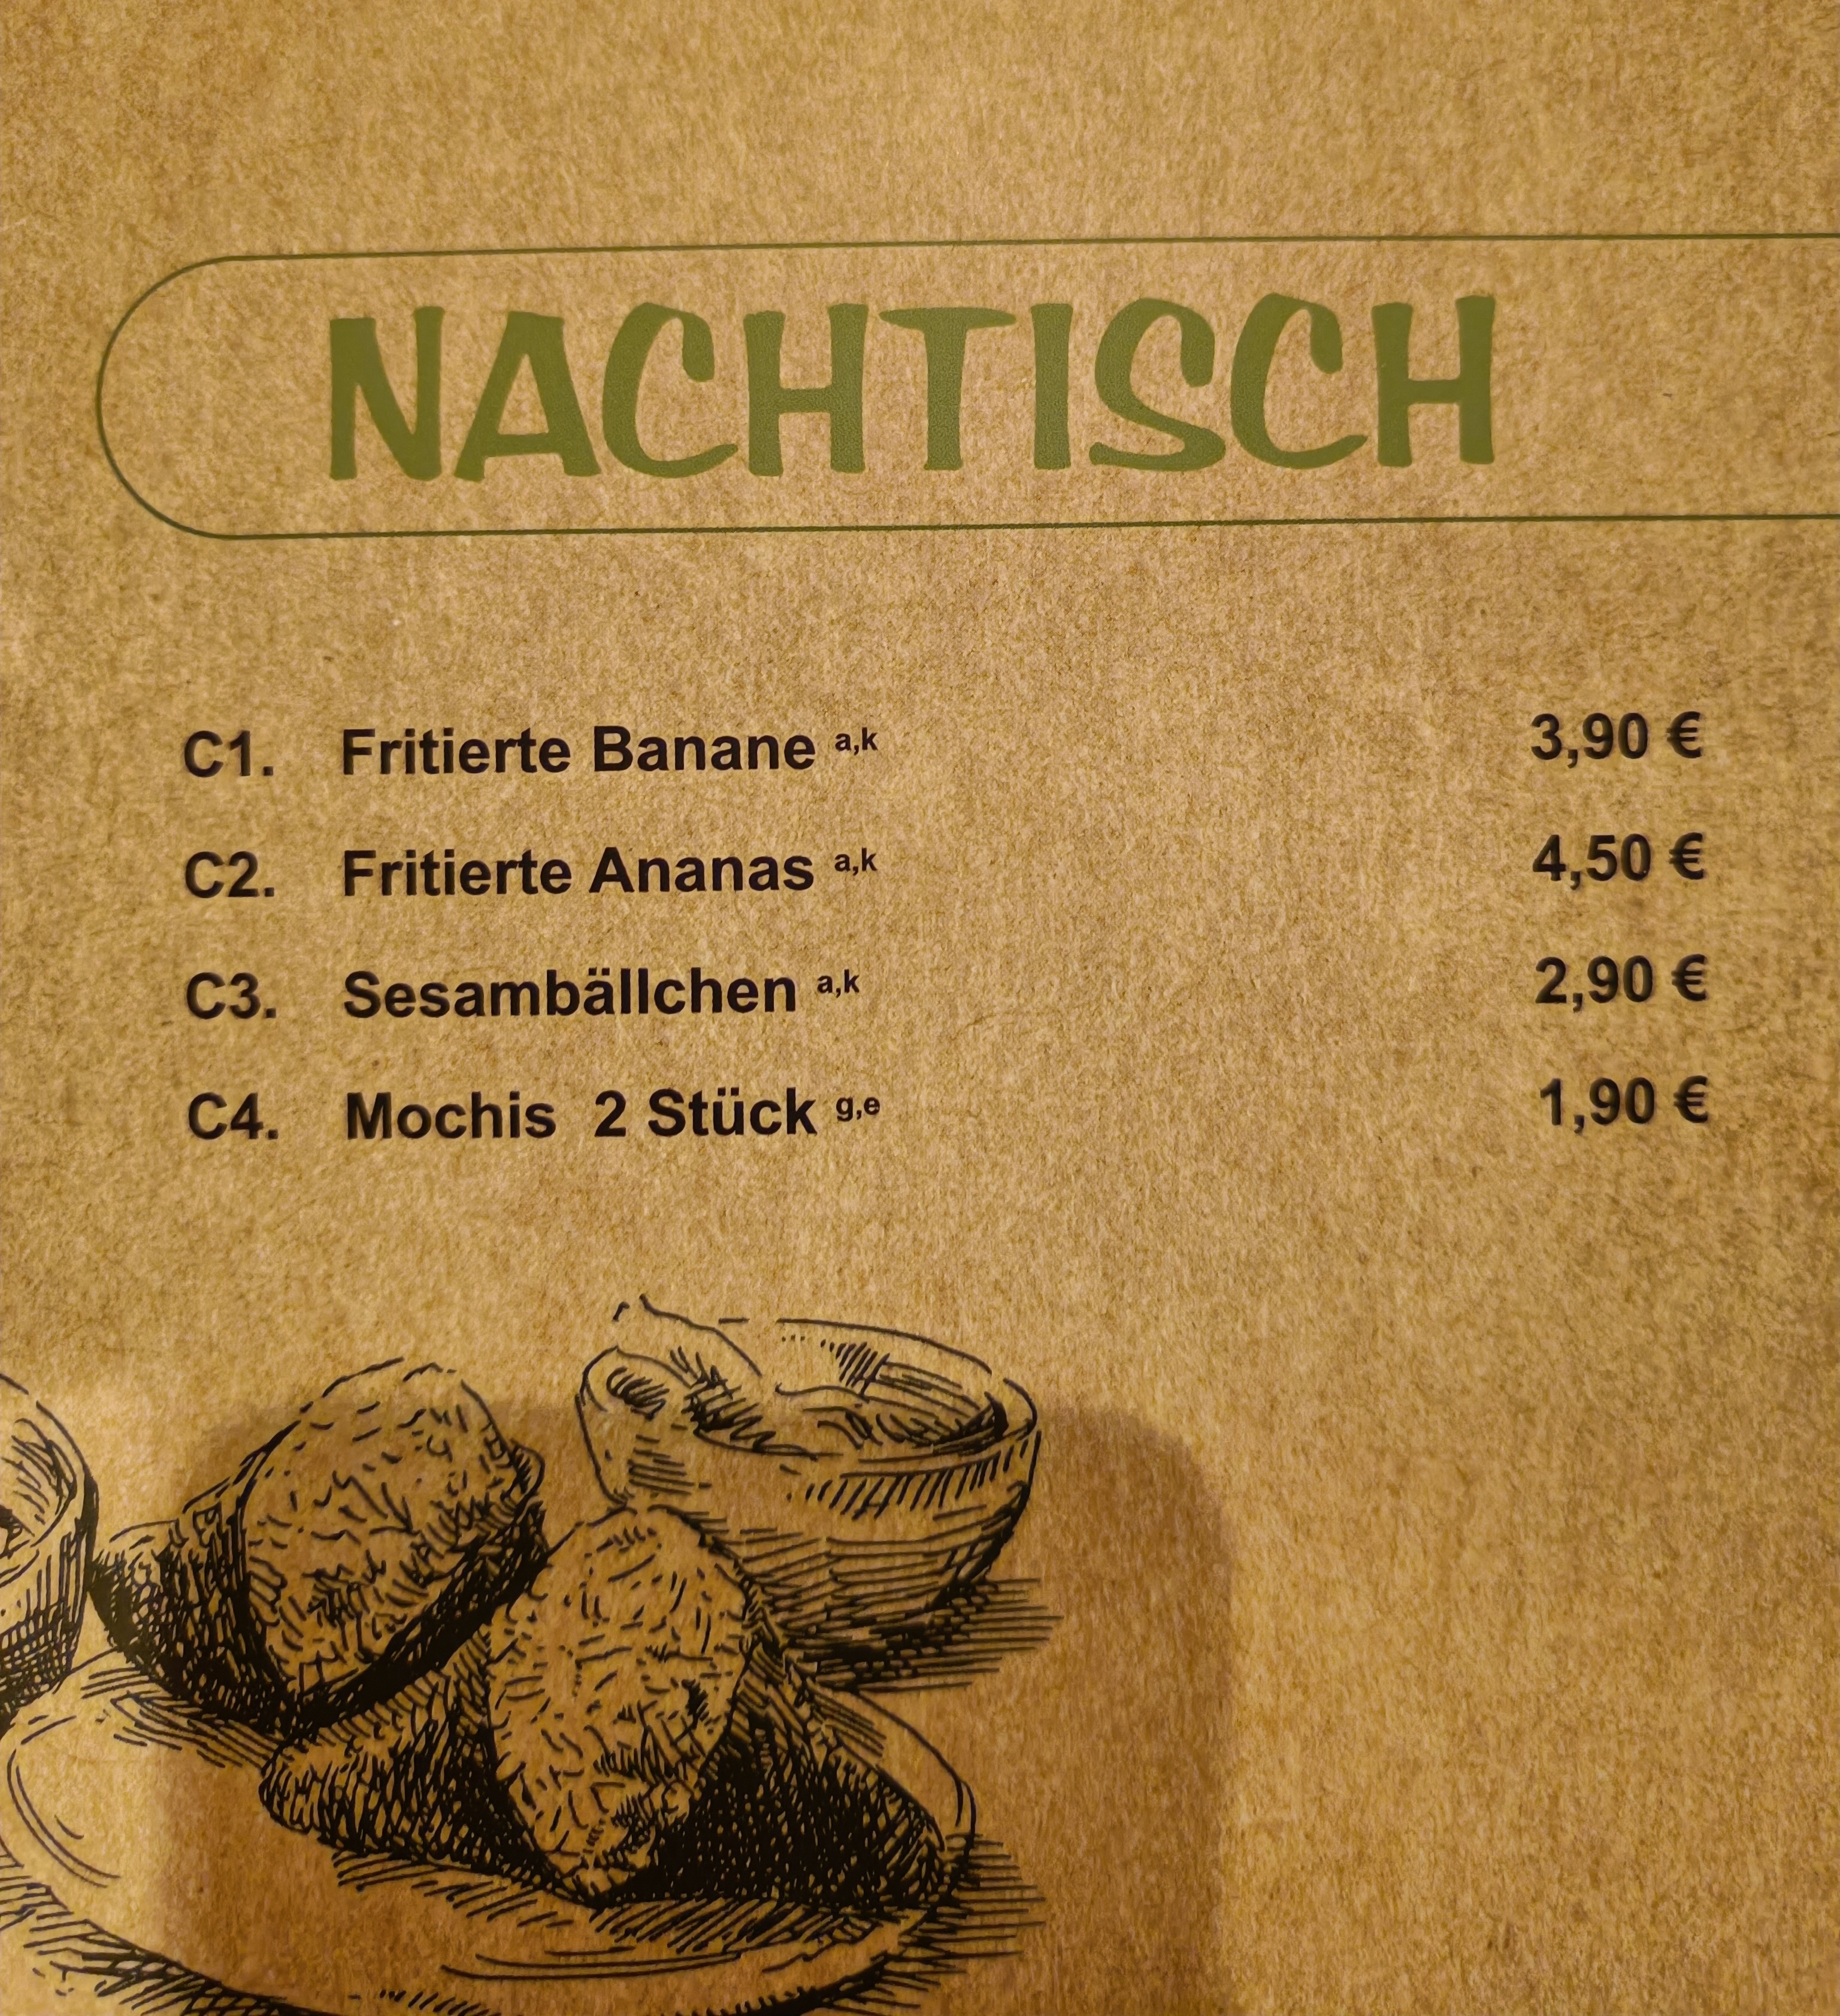 NACHTISCH
C1. Fritierte Banane a,k 3,90 €
C2. Fritierte Ananas a,k 4,50 €
C3. Sesambällchen a,k 2,90 €
C4. Mochis 2 Stück g,e 1,90 €